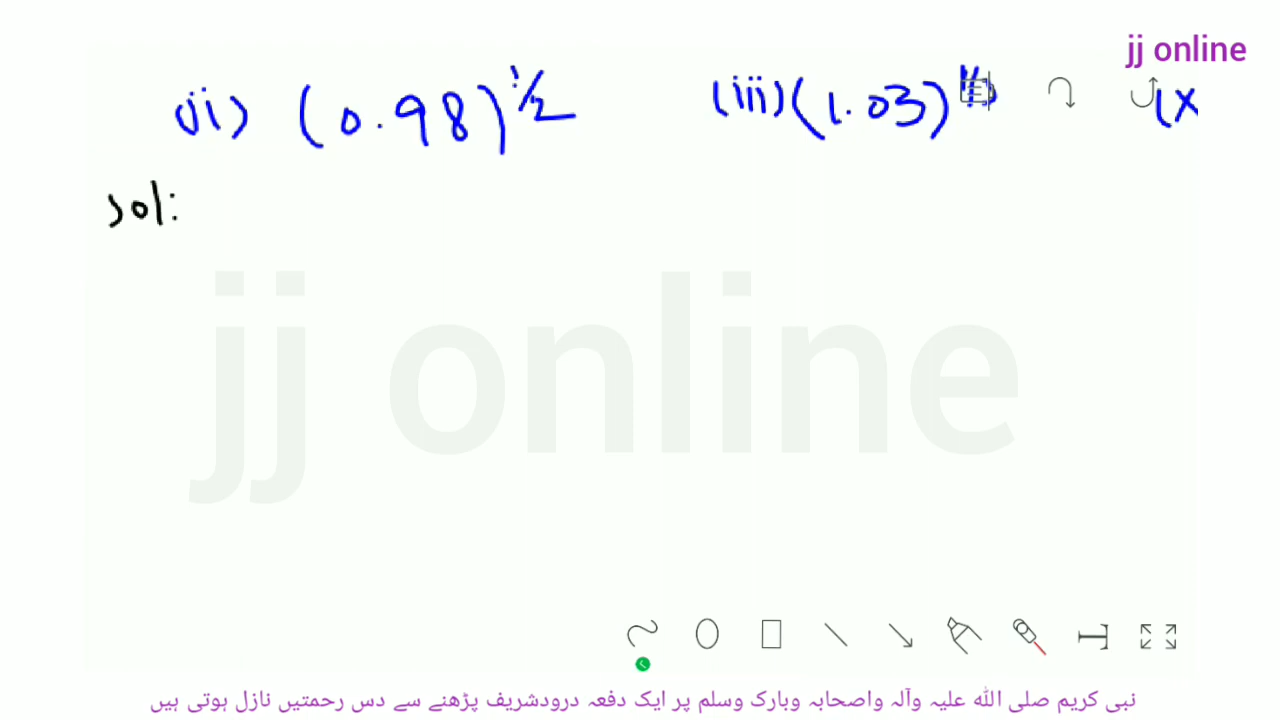 jj online
(ii) (0.98)^1/2 (iii) (1.03) (x
sol:
jj online
نبی کریم صلی اللہ علیہ وآلہ واصحابہ وبارک وسلم پر ایک دفعہ درودشریف پڑھنے سے دس رحمتیں نازل ہوتی ہیں